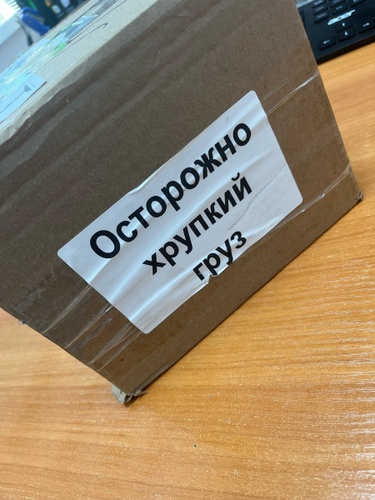 Осторожно
хрупкий
груз